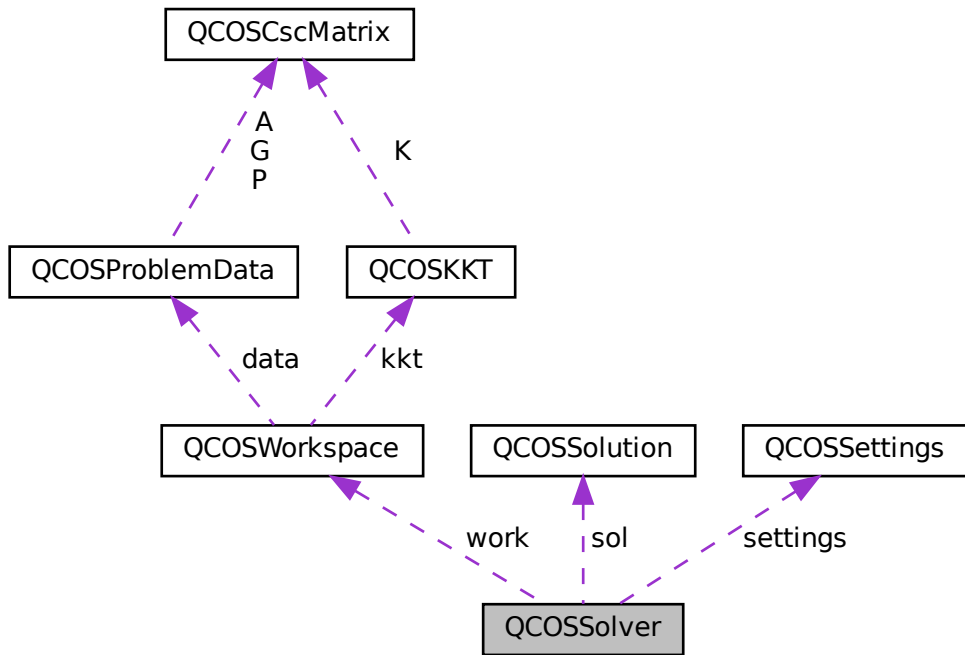 QCOSCscMatrix
A
G
P
K
QCOSProblemData
QCOSKKT
data
kkt
QCOSWorkspace
QCOSSolution
QCOSSettings
work
sol
settings
QCOSSolver